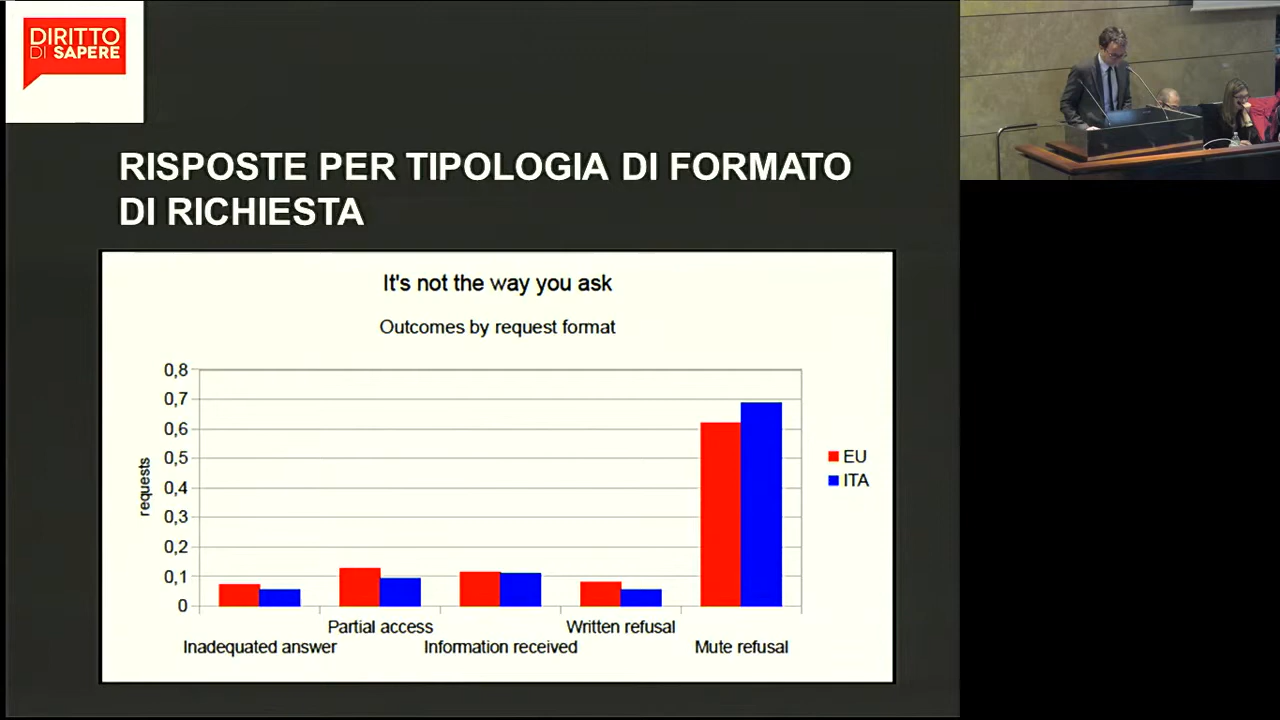 DIRITTO
DI SAPERE
RISPOSTE PER TIPOLOGIA DI FORMATO
DI RICHIESTA
It's not the way you ask
Outcomes by request format
requests
0,8
0,7
0,6
0,5
0,4
0,3
0,2
0,1
0
EU
ITA
Inadequated answer
Partial access
Information received
Written refusal
Mute refusal